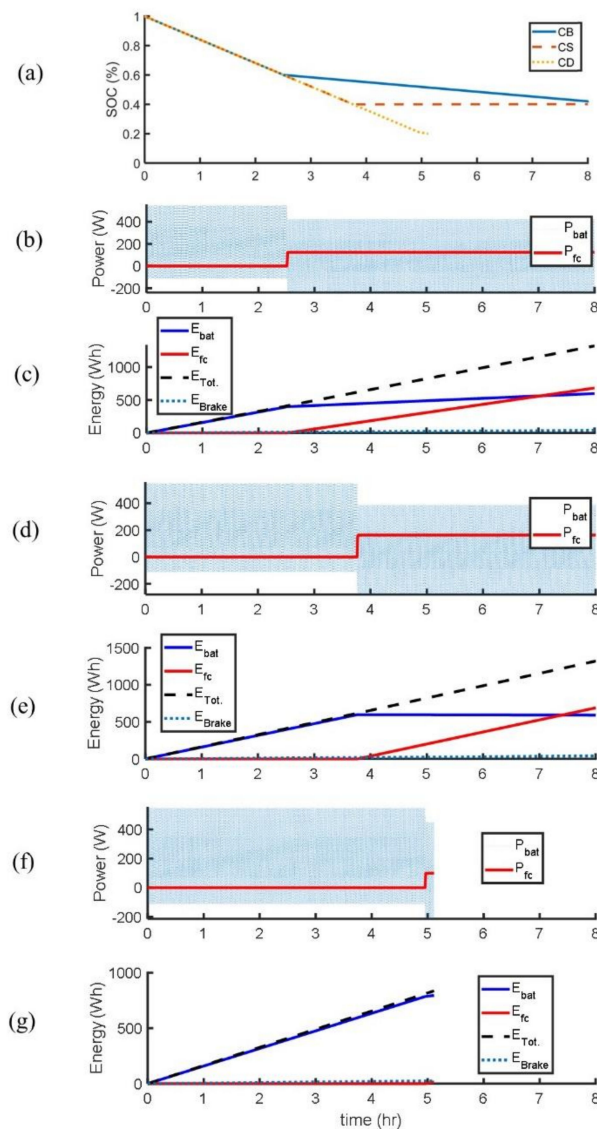 (a)
SOC (%)
1
0.8
0.6
0.4
0.2
0 1 2 3 4 5 6 7 8
CB
CS
CD
(b)
Power (W)
400
200
0
-200
0 1 2 3 4 5 6 7 8
P_bat
P_fc
(c)
Energy (Wh)
1000
500
0
0 1 2 3 4 5 6 7 8
E_bat
E_fc
E_Tot.
E_Brake
(d)
Power (W)
400
200
0
-200
0 1 2 3 4 5 6 7 8
P_bat
P_fc
(e)
Energy (Wh)
1500
1000
500
0
0 1 2 3 4 5 6 7 8
E_bat
E_fc
E_Tot.
E_Brake
(f)
Power (W)
400
200
0
-200
0 1 2 3 4 5 6 7 8
P_bat
P_fc
(g)
Energy (Wh)
1000
500
0
0 1 2 3 4 5 6 7 8
E_bat
E_fc
E_Tot.
E_Brake
time (hr)